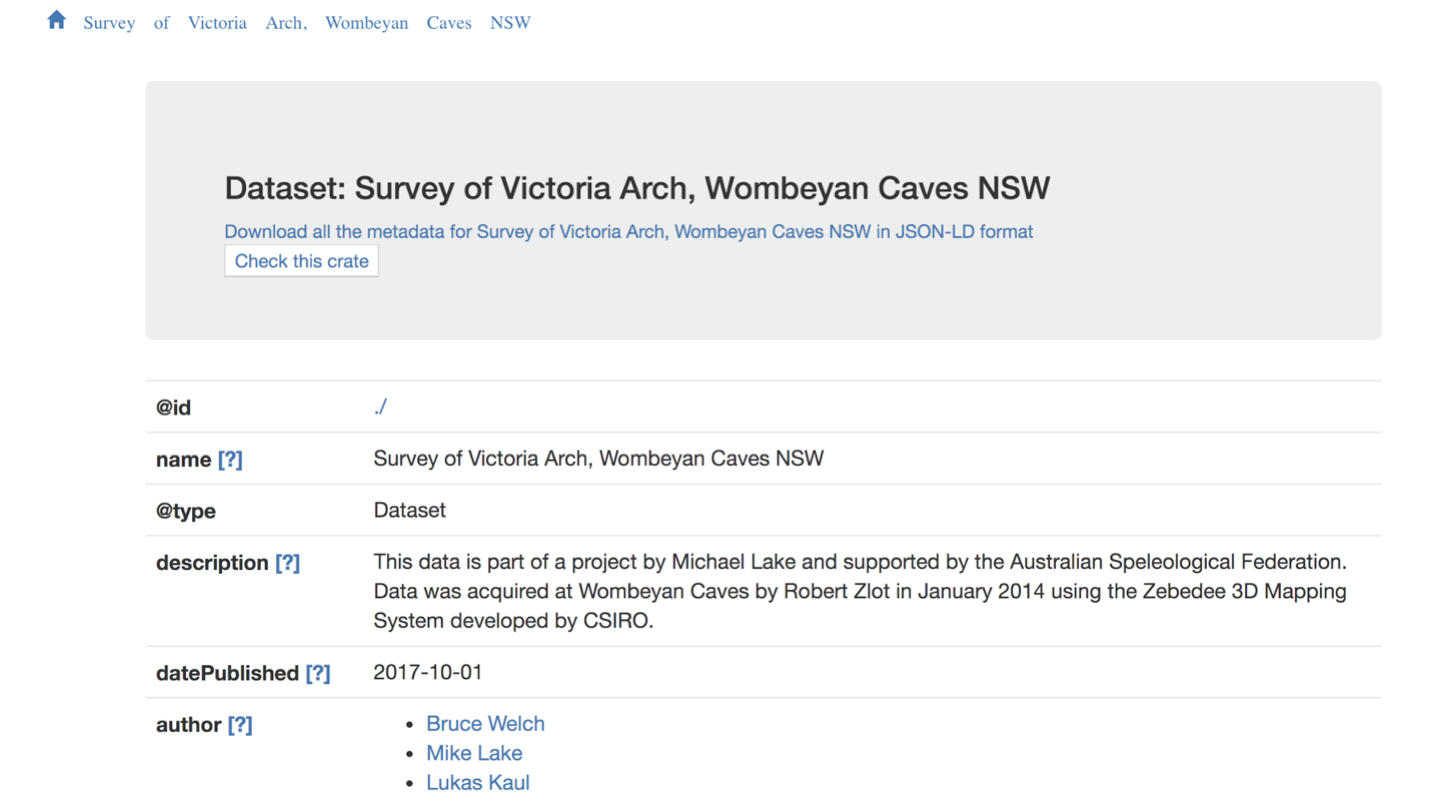 Survey of Victoria Arch, Wombeyan Caves NSW
Dataset: Survey of Victoria Arch, Wombeyan Caves NSW
Download all the metadata for Survey of Victoria Arch, Wombeyan Caves NSW in JSON-LD format
Check this crate
@id ./
name [?] Survey of Victoria Arch, Wombeyan Caves NSW
@type Dataset
description [?] This data is part of a project by Michael Lake and supported by the Australian Speleological Federation.
Data was acquired at Wombeyan Caves by Robert Zlot in January 2014 using the Zebedee 3D Mapping
System developed by CSIRO.
datePublished [?] 2017-10-01
author [?] • Bruce Welch
• Mike Lake
• Lukas Kaul